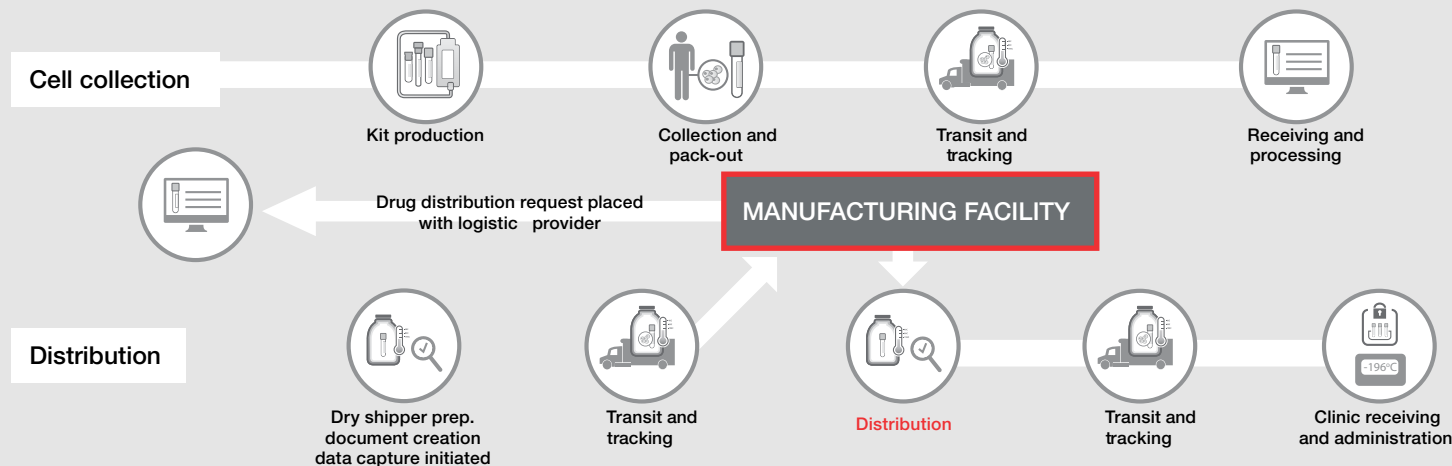 Cell collection
Kit production
Collection and
pack-out
Transit and
tracking
Receiving and
processing
Drug distribution request placed
with logistic provider
MANUFACTURING FACILITY
Distribution
Dry shipper prep.
document creation
data capture initiated
Transit and
tracking
Distribution
Transit and
tracking
-196°C
Clinic receiving
and administration